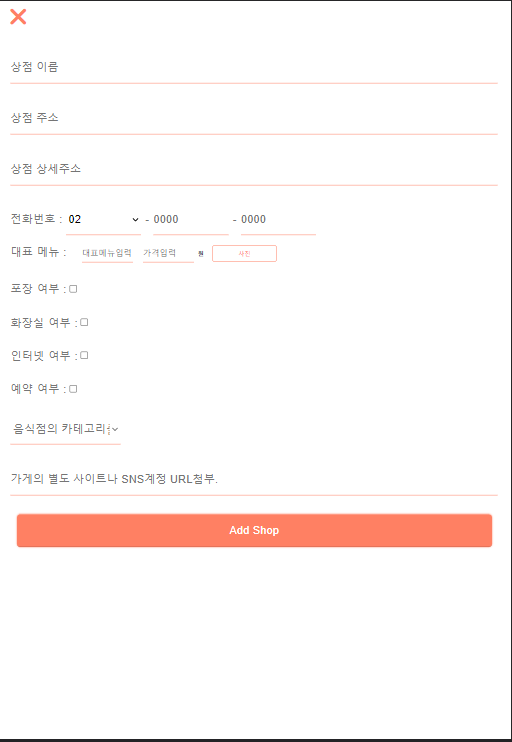 상점 이름
상점 주소
상점 상세주소
전화번호 : 02 - 0000 - 0000
대표 메뉴 : 대표메뉴입력 가격입력 원 사진
포장 여부 :
화장실 여부 :
인터넷 여부 :
예약 여부 :
음식점의 카테고리
가게의 별도 사이트나 SNS계정 URL첨부.
Add Shop